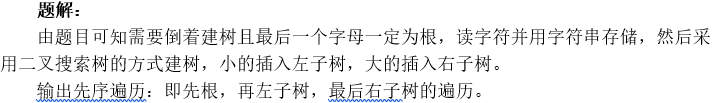 题解：
由题目可知需要倒着建树且最后一个字母一定为根，读字符并用字符串存储，然后采
用二叉搜索树的方式建树，小的插入左子树，大的插入右子树。
输出先序遍历：即先根，再左子树，最后右子树的遍历。